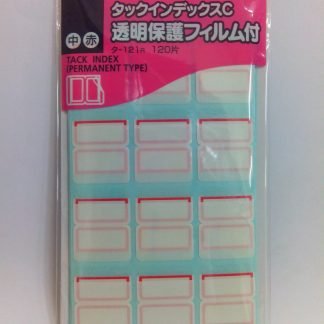 タックインデックスC
中 赤
透明保護フィルム付
タ-121R 120片
TACK INDEX
(PERMANENT TYPE)